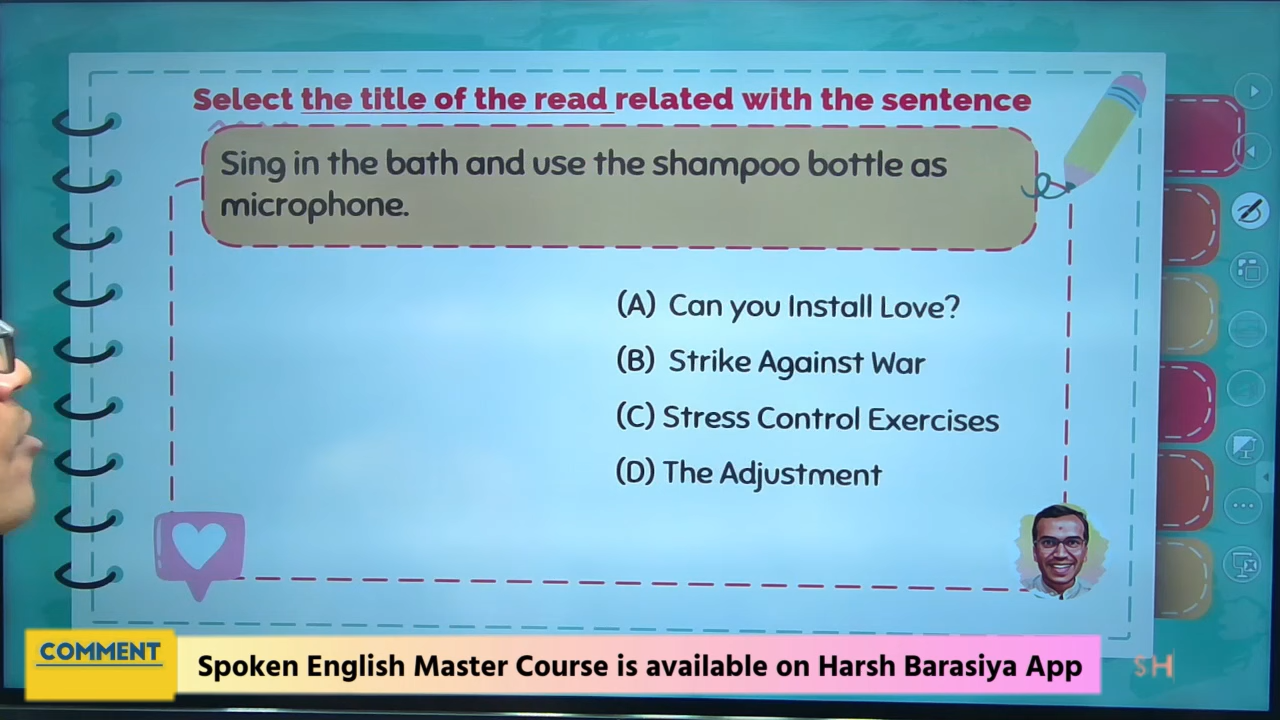 Select the title of the read related with the sentence
Sing in the bath and use the shampoo bottle as
microphone.
(A) Can you Install Love?
(B) Strike Against War
(C) Stress Control Exercises
(D) The Adjustment
COMMENT
Spoken English Master Course is available on Harsh Barasiya App
SH